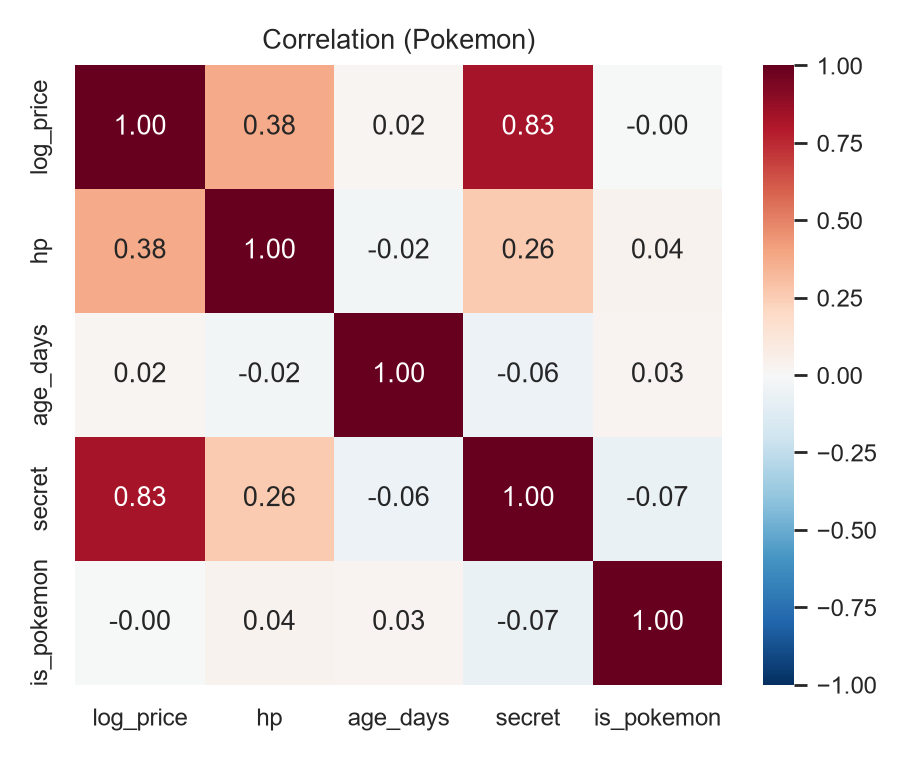 Correlation (Pokemon)
log_price 1.00 0.38 0.02 0.83 -0.00
hp 0.38 1.00 -0.02 0.26 0.04
age_days 0.02 -0.02 1.00 -0.06 0.03
secret 0.83 0.26 -0.06 1.00 -0.07
is_pokemon -0.00 0.04 0.03 -0.07 1.00
log_price hp age_days secret is_pokemon
1.00
0.75
0.50
0.25
0.00
−0.25
−0.50
−0.75
−1.00